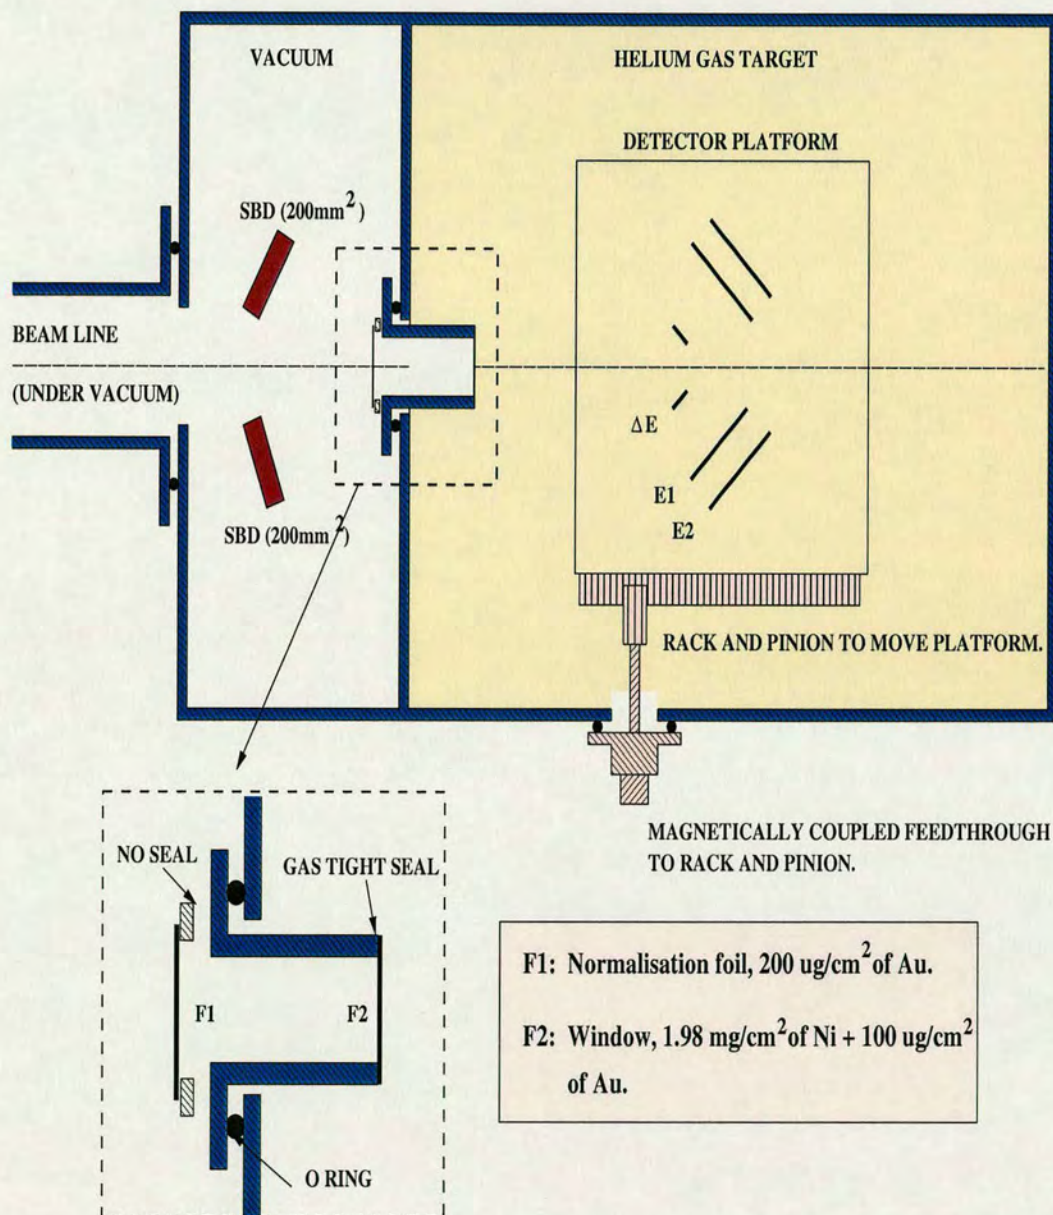 VACUUM
HELIUM GAS TARGET
DETECTOR PLATFORM
SBD (200mm²)
BEAM LINE
(UNDER VACUUM)
ΔE
E1
E2
SBD (200mm²)
RACK AND PINION TO MOVE PLATFORM.
MAGNETICALLY COUPLED FEEDTHROUGH
TO RACK AND PINION.
NO SEAL
GAS TIGHT SEAL
F1
F2
O RING
F1: Normalisation foil, 200 ug/cm² of Au.
F2: Window, 1.98 mg/cm² of Ni + 100 ug/cm²
of Au.